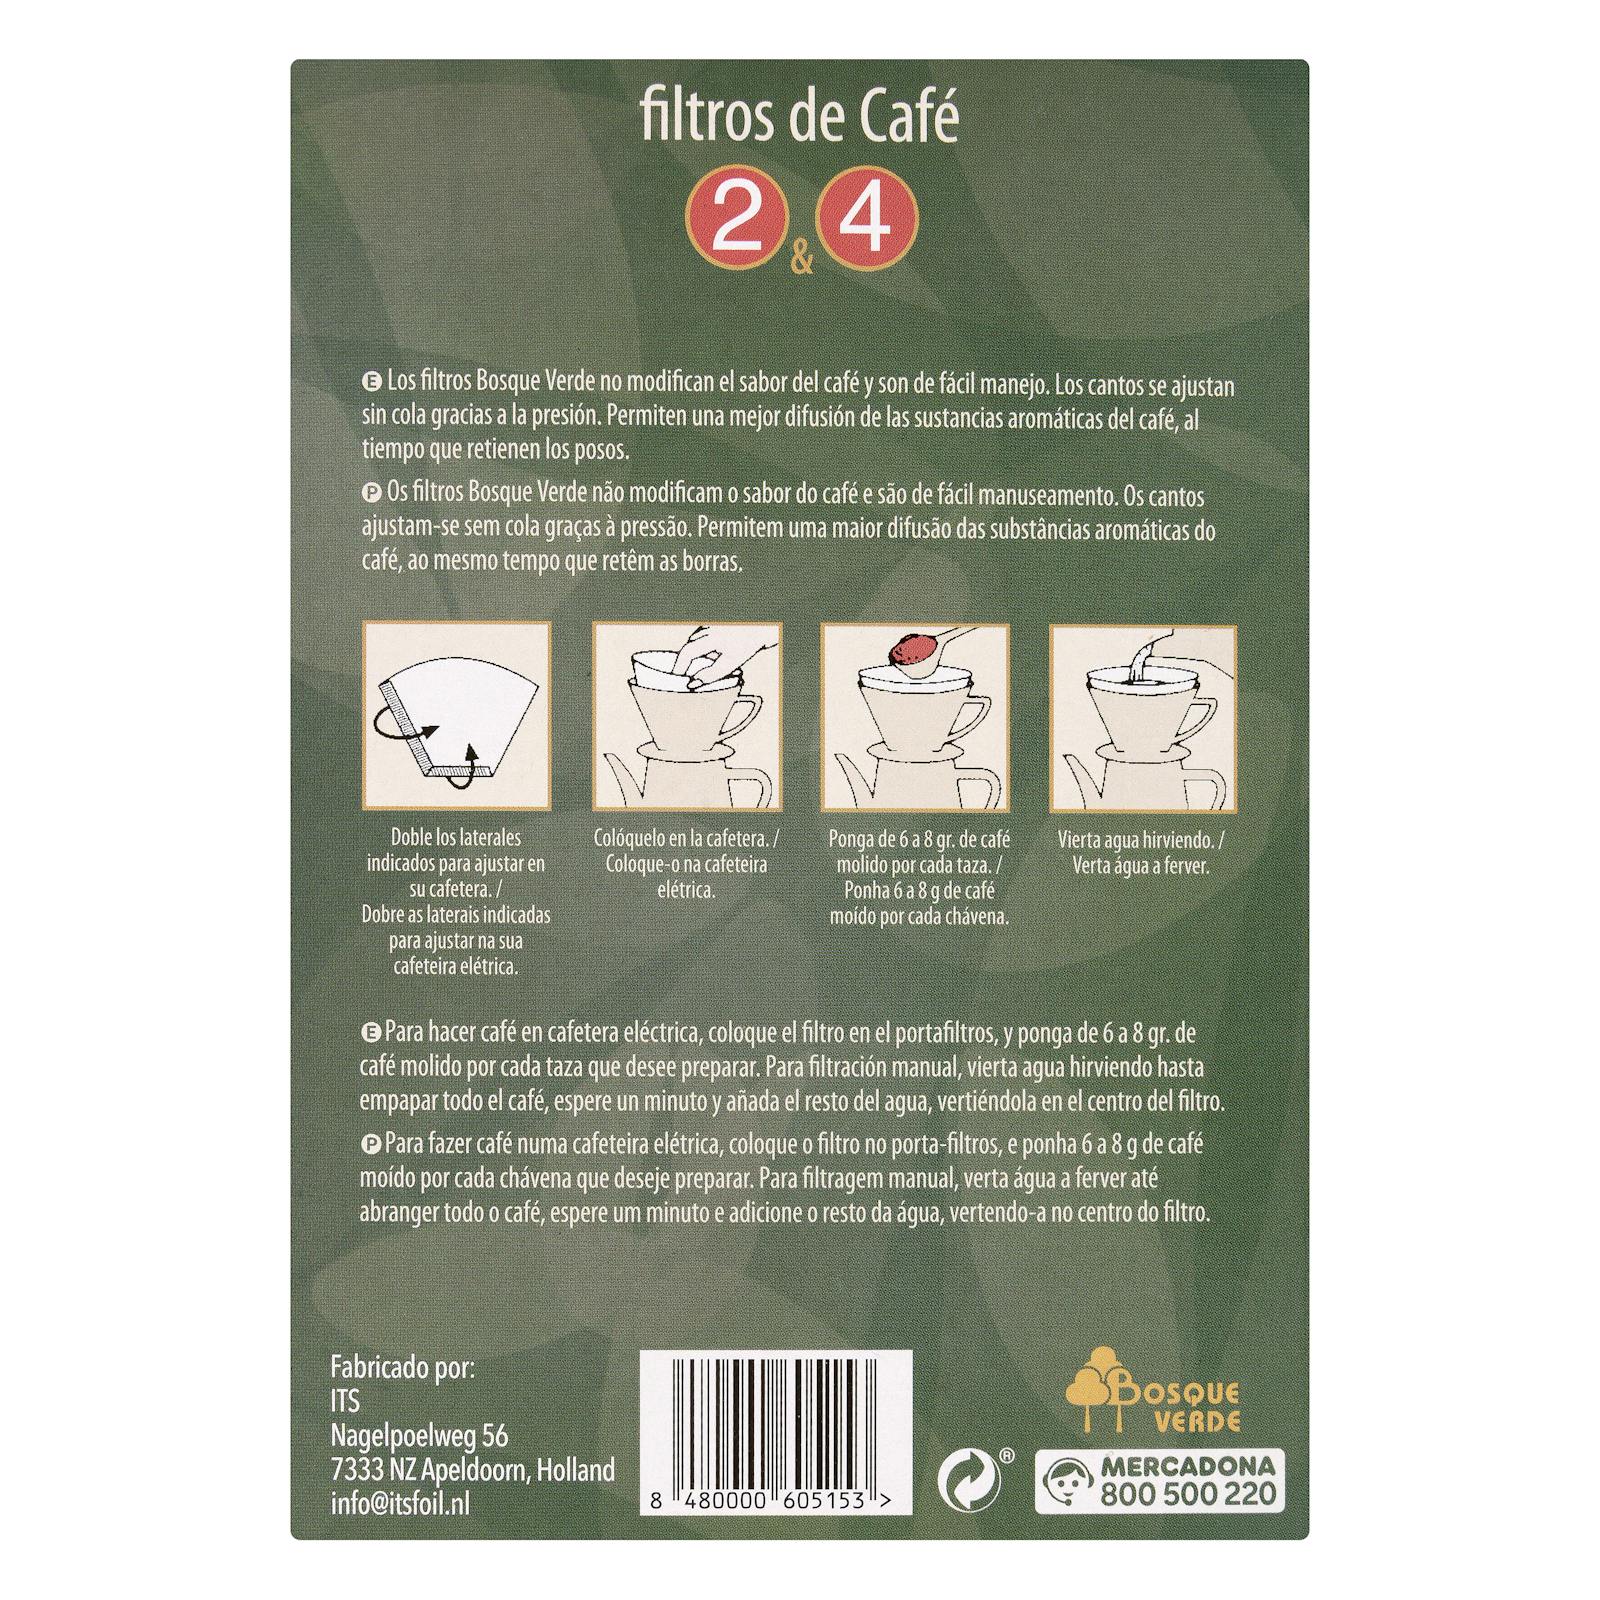 filtros de Café
2 & 4
E Los filtros Bosque Verde no modifican el sabor del café y son de fácil manejo. Los cantos se ajustan
sin cola gracias a la presión. Permiten una mejor difusión de las sustancias aromáticas del café, al
tiempo que retienen los posos.
P Os filtros Bosque Verde não modificam o sabor do café e são de fácil manuseamento. Os cantos
ajustam-se sem cola graças à pressão. Permitem uma maior difusão das substâncias aromáticas do
café, ao mesmo tempo que retêm as borras.
Doble los laterales
indicados para ajustar en
su cafetera. /
Dobre as laterais indicadas
para ajustar na sua
cafeteira elétrica.
Colóquelo en la cafetera. /
Coloque-o na cafeteira
elétrica.
Ponga de 6 a 8 gr. de café
molido por cada taza. /
Ponha 6 a 8 g de café
moído por cada chávena.
Vierta agua hirviendo. /
Verta água a ferver.
E Para hacer café en cafetera eléctrica, coloque el filtro en el portafiltros, y ponga de 6 a 8 gr. de
café molido por cada taza que desee preparar. Para filtración manual, vierta agua hirviendo hasta
empapar todo el café, espere un minuto y añada el resto del agua, vertiéndola en el centro del filtro.
P Para fazer café numa cafeteira elétrica, coloque o filtro no porta-filtros, e ponha 6 a 8 g de café
moído por cada chávena que deseje preparar. Para filtragem manual, verta água a ferver até
abranger todo o café, espere um minuto e adicione o resto da água, vertendo-a no centro do filtro.
Fabricado por:
ITS
Nagelpoelweg 56
7333 NZ Apeldoorn, Holland
info@itsfoil.nl
8 480000 605153 >
®
BOSQUE
VERDE
MERCADONA
800 500 220